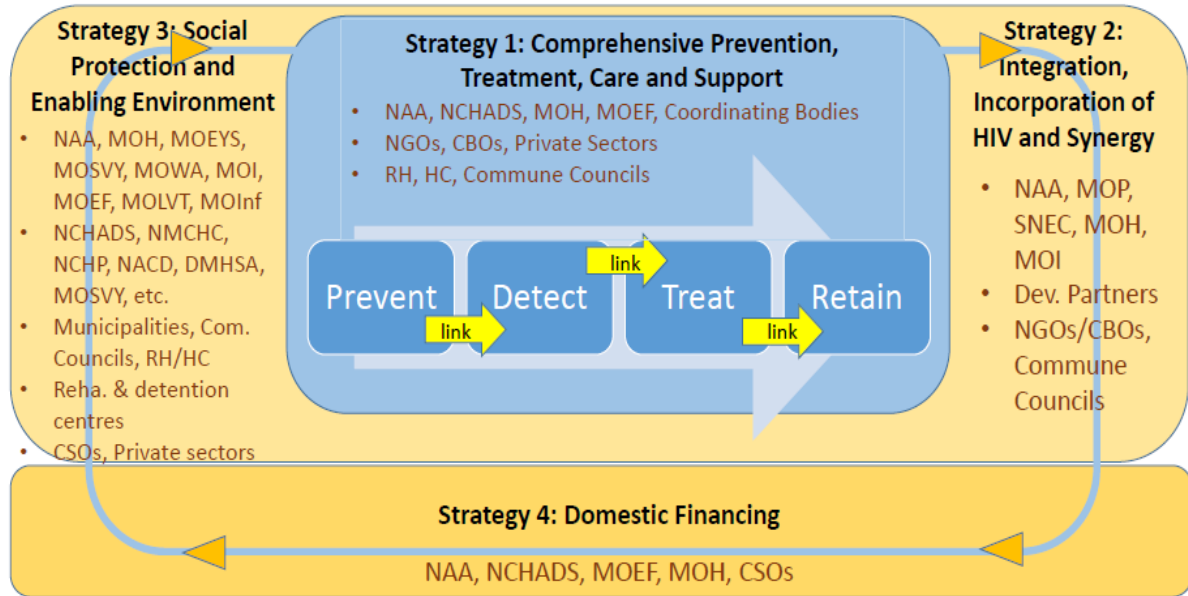 Strategy 3: Social
Protection and
Enabling Environment
• NAA, MOH, MOEYS,
MOSVY, MOWA, MOI,
MOEF, MOLVT, MOInf
• NCHADS, NMCHC,
NCHP, NACD, DMHSA,
MOSVY, etc.
• Municipalities, Com.
Councils, RH/HC
• Reha. & detention
centres
• CSOs, Private sectors
Strategy 1: Comprehensive Prevention,
Treatment, Care and Support
• NAA, NCHADS, MOH, MOEF, Coordinating Bodies
• NGOs, CBOs, Private Sectors
• RH, HC, Commune Councils
Prevent
link
Detect
link
Treat
link
Retain
Strategy 2:
Integration,
Incorporation of
HIV and Synergy
• NAA, MOP,
SNEC, MOH,
MOI
• Dev. Partners
• NGOs/CBOs,
Commune
Councils
Strategy 4: Domestic Financing
NAA, NCHADS, MOEF, MOH, CSOs